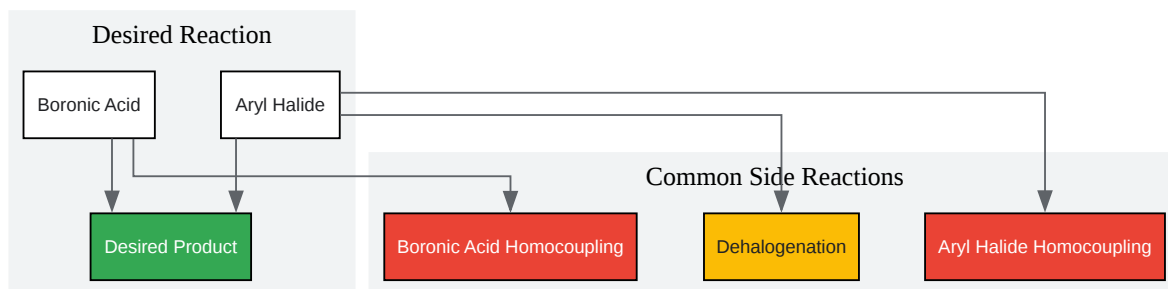 Desired Reaction
Boronic Acid
Aryl Halide
Common Side Reactions
Desired Product
Boronic Acid Homocoupling
Dehalogenation
Aryl Halide Homocoupling